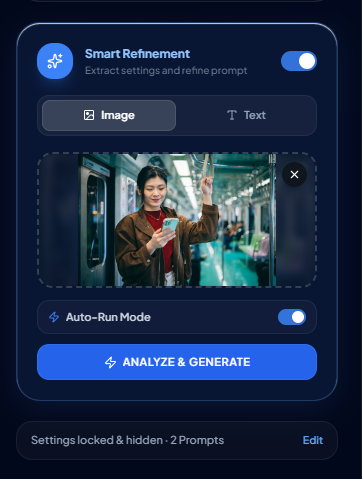 Smart Refinement
Extract settings and refine prompt
Image
Text
Auto-Run Mode
ANALYZE & GENERATE
Settings locked & hidden · 2 Prompts
Edit